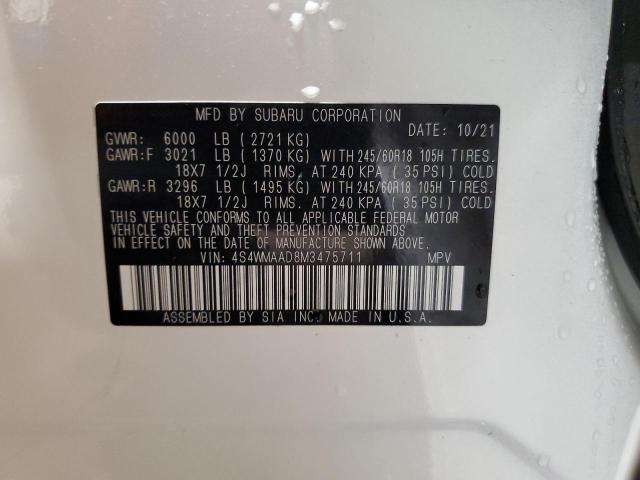 MFD BY SUBARU CORPORATION
DATE: 10/21
GVWR: 6000 LB ( 2721 KG)
GAWR:F 3021 LB ( 1370 KG) WITH 245/60R18 105H TIRES.
18X7 1/2J RIMS. AT 240 KPA ( 35 PSI) COLD
GAWR:R 3296 LB ( 1495 KG) WITH 245/60R18 105H TIRES.
18X7 1/2J RIMS. AT 240 KPA ( 35 PSI) COLD
THIS VEHICLE CONFORMS TO ALL APPLICABLE FEDERAL MOTOR
VEHICLE SAFETY AND THEFT PREVENTION STANDARDS
IN EFFECT ON THE DATE OF MANUFACTURE SHOWN ABOVE.
VIN: 4S4WMAAD8M3475711 MPV
ASSEMBLED BY SIA INC. MADE IN U.S.A.